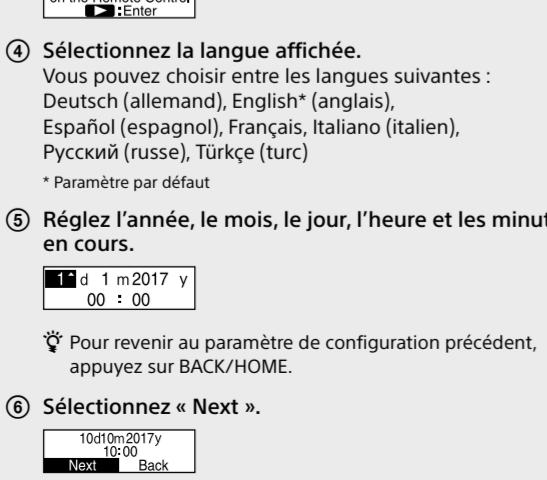 on the Remote Control
:Enter
④ Sélectionnez la langue affichée.
Vous pouvez choisir entre les langues suivantes :
Deutsch (allemand), English* (anglais),
Español (espagnol), Français, Italiano (italien),
Русский (russe), Türkçe (turc)
* Paramètre par défaut
⑤ Réglez l’année, le mois, le jour, l’heure et les
en cours.
1 d 1 m 2017 y
00 : 00
Pour revenir au paramètre de configuration précédent,
appuyez sur BACK/HOME.
⑥ Sélectionnez « Next ».
10d10m2017y
10:00
Next Back